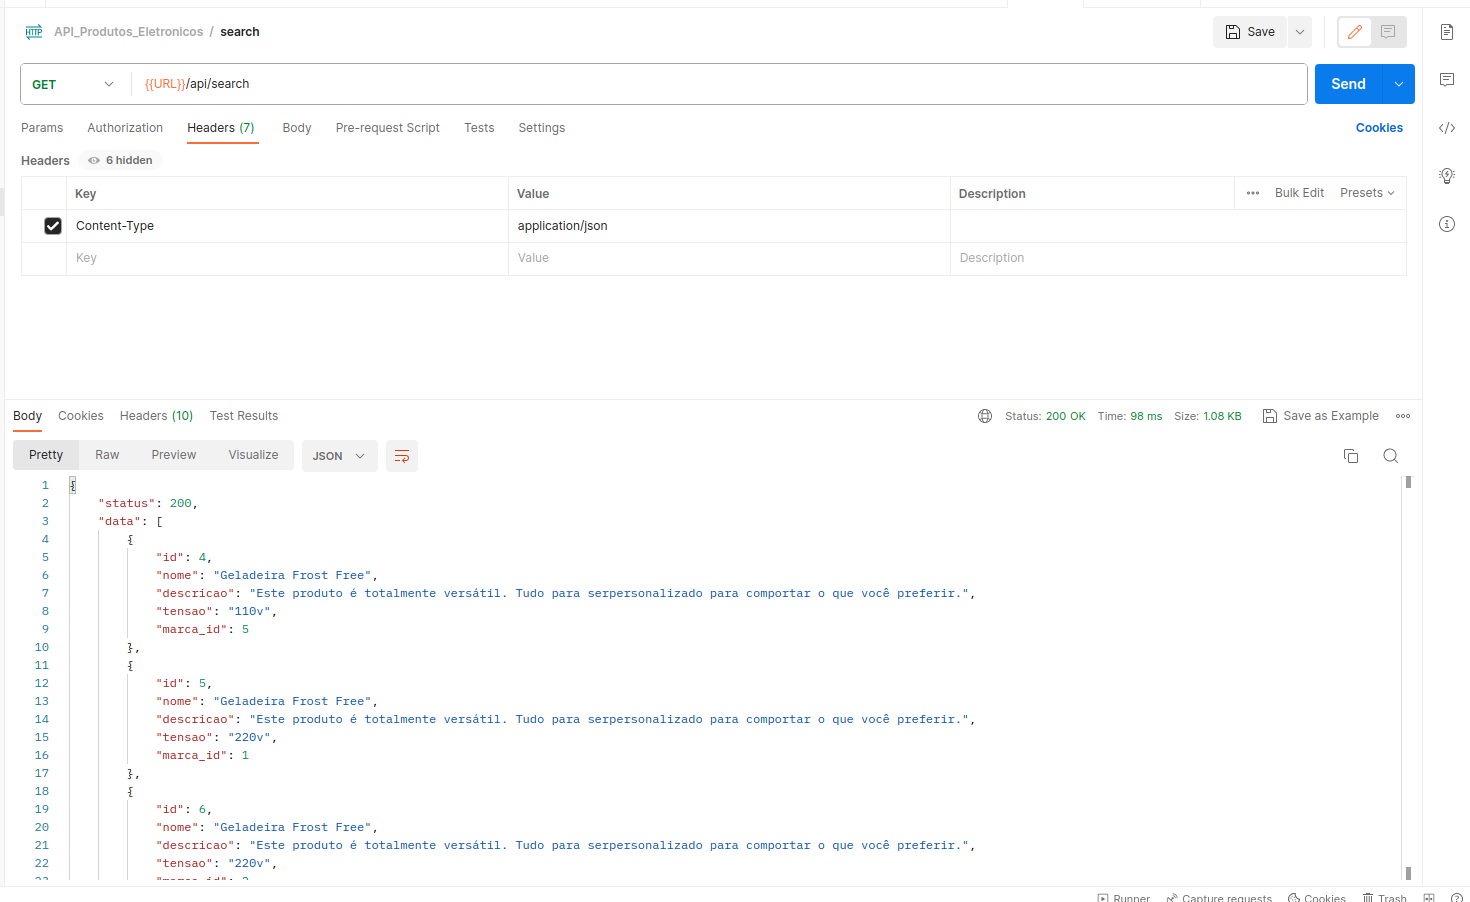 API_Produtos_Eletronicos / search
Save
GET
{{URL}}/api/search
Send
Params Authorization Headers (7) Body Pre-request Script Tests Settings Cookies
Headers 6 hidden
Key Value Description Bulk Edit Presets
Content-Type application/json
Key Value Description
Body Cookies Headers (10) Test Results Status: 200 OK Time: 98 ms Size: 1.08 KB Save as Example
Pretty Raw Preview Visualize JSON
1 {
2 "status": 200,
3 "data": [
4 {
5 "id": 4,
6 "nome": "Geladeira Frost Free",
7 "descricao": "Este produto é totalmente versátil. Tudo para serpersonalizado para comportar o que você preferir.",
8 "tensao": "110v",
9 "marca_id": 5
10 },
11 {
12 "id": 5,
13 "nome": "Geladeira Frost Free",
14 "descricao": "Este produto é totalmente versátil. Tudo para serpersonalizado para comportar o que você preferir.",
15 "tensao": "220v",
16 "marca_id": 1
17 },
18 {
19 "id": 6,
20 "nome": "Geladeira Frost Free",
21 "descricao": "Este produto é totalmente versátil. Tudo para serpersonalizado para comportar o que você preferir.",
22 "tensao": "220v",
Runner Capture requests Cookies Trash